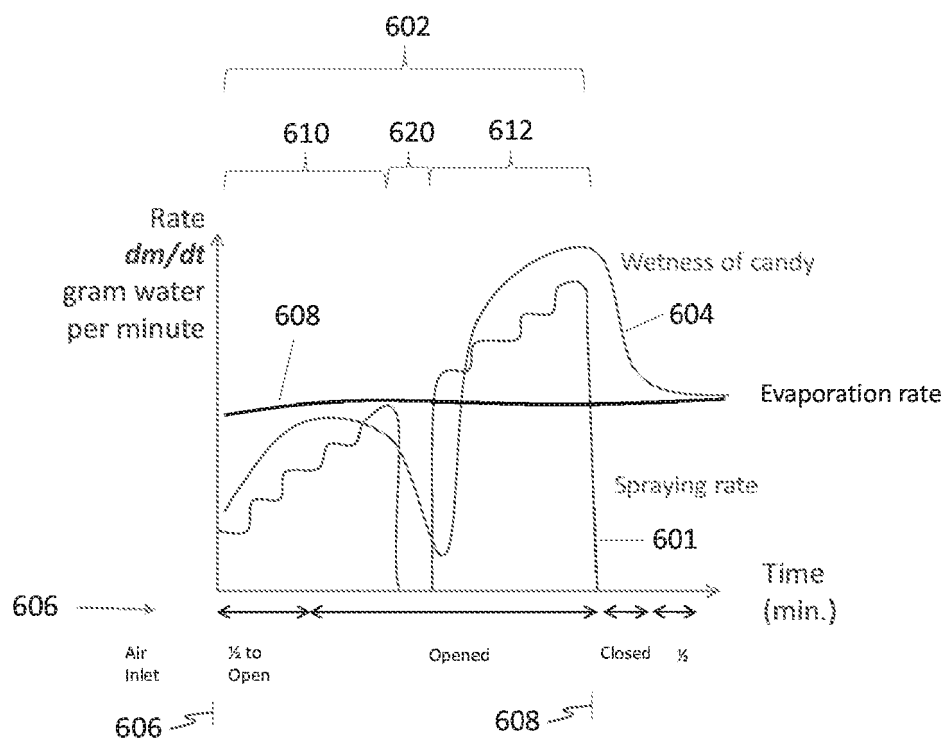 602
610
620
612
Rate
dm/dt
gram water
per minute
608
Wetness of candy
604
Evaporation rate
Spraying rate
601
Time
(min.)
606
Air
Inlet
½ to
Open
Opened
Closed
⅓
606
608